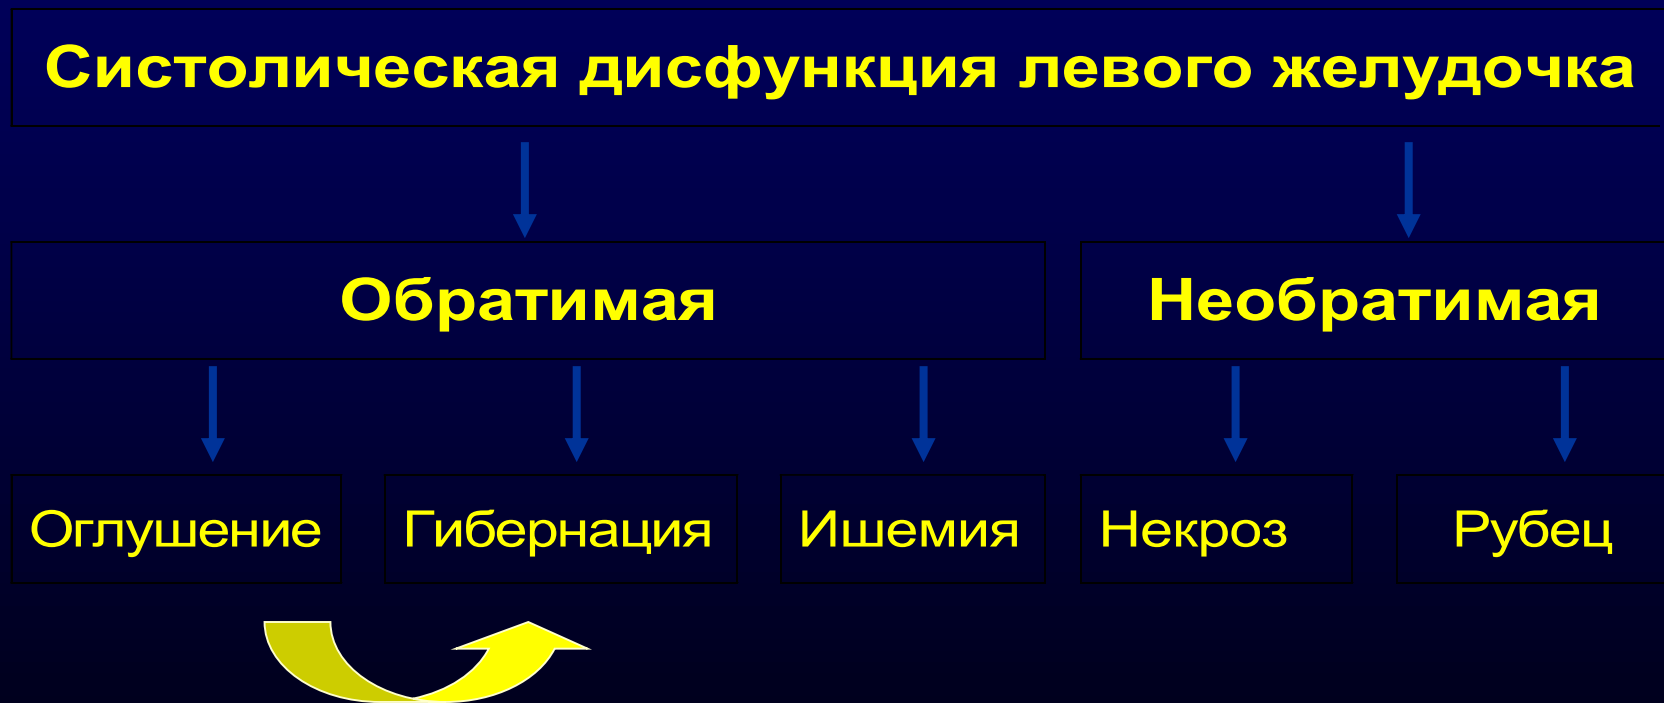 Систолическая дисфункция левого желудочка
Обратимая
Необратимая
Оглушение
Гибернация
Ишемия
Некроз
Рубец